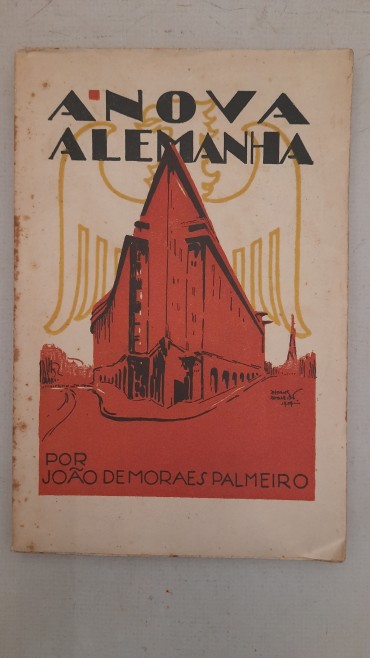 A NOVA
ALEMANHA
POR
JOÃO DE MORAES PALMEIRO